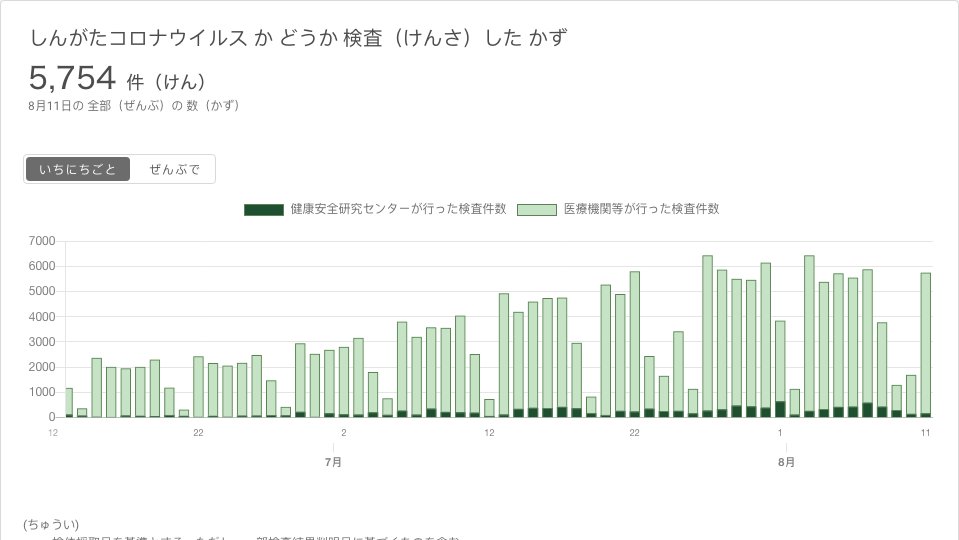 しんがたコロナウイルス か どうか 検査（けんさ）した かず
5,754 件（けん）
8月11日の 全部（ぜんぶ）の 数（かず）
いちにちごと ぜんぶで
健康安全研究センターが行った検査件数 医療機関等が行った検査件数
7000
6000
5000
4000
3000
2000
1000
0
12 22 2 12 22 1 11
7月 8月
(ちゅうい)